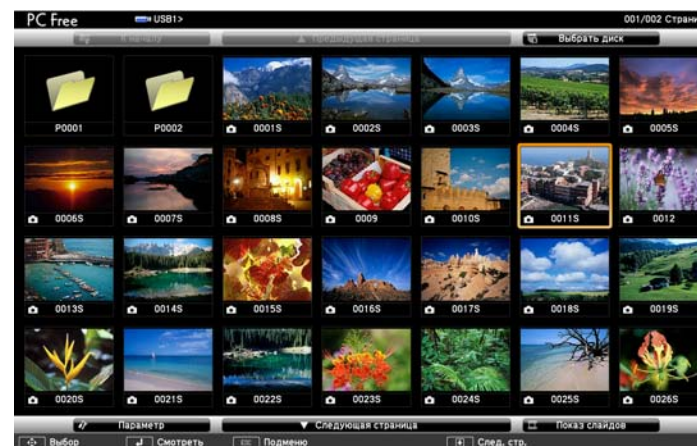 PC Free USB1> 001/002 Страни
К началу ▲ Предыдущая страница Выбрать диск
P0001 P0002 0001S 0002S 0003S 0004S 0005S
0006S 0007S 0008S 0009 0010S 0011S 0012
0013S 0014S 0015S 0016S 0017S 0018S 0019S
0020S 0021S 0022S 0023S 0024S 0025S 0026S
Параметр ▼ Следующая страница Показ слайдов
Выбор Смотреть Esc Подменю След. стр.